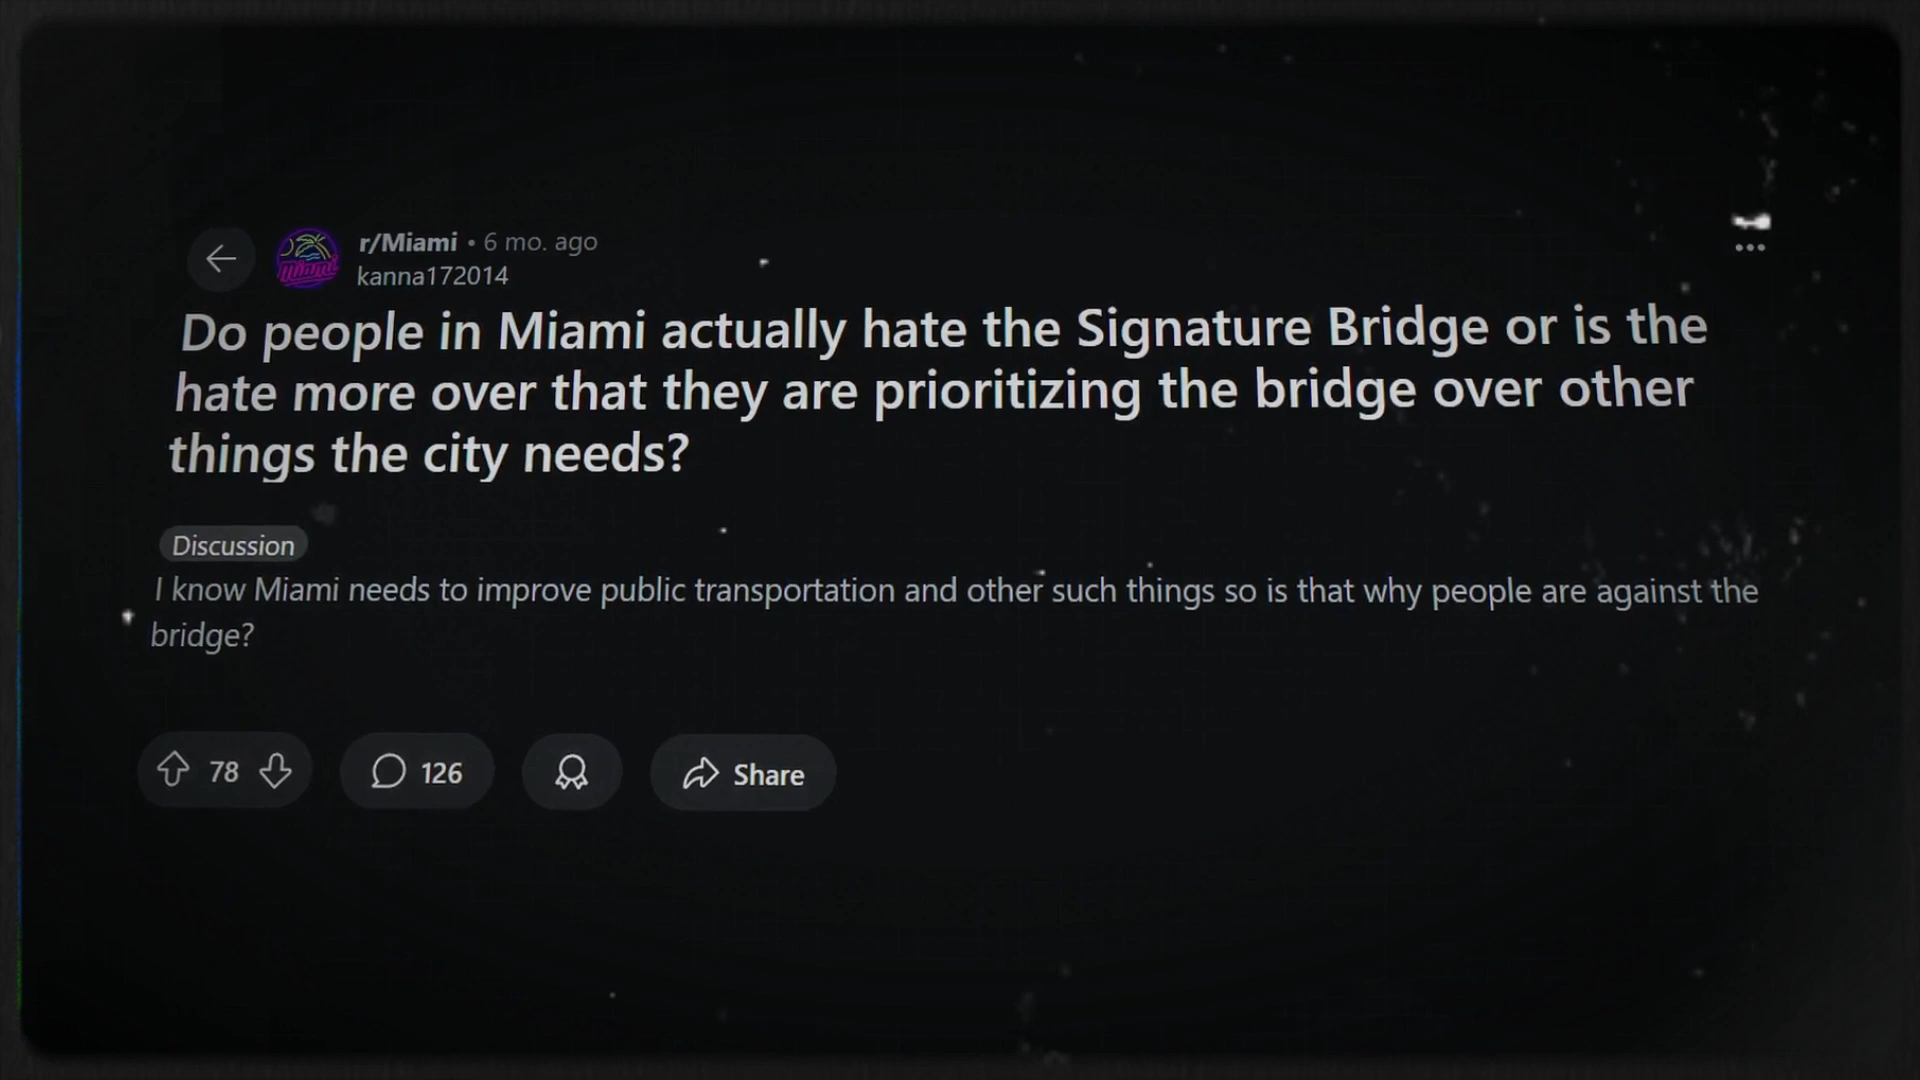 r/Miami • 6 mo. ago
Miami
kanna172014
Do people in Miami actually hate the Signature Bridge or is the
hate more over that they are prioritizing the bridge over other
things the city needs?
Discussion
I know Miami needs to improve public transportation and other such things so is that why people are against the
bridge?
78
126
Share